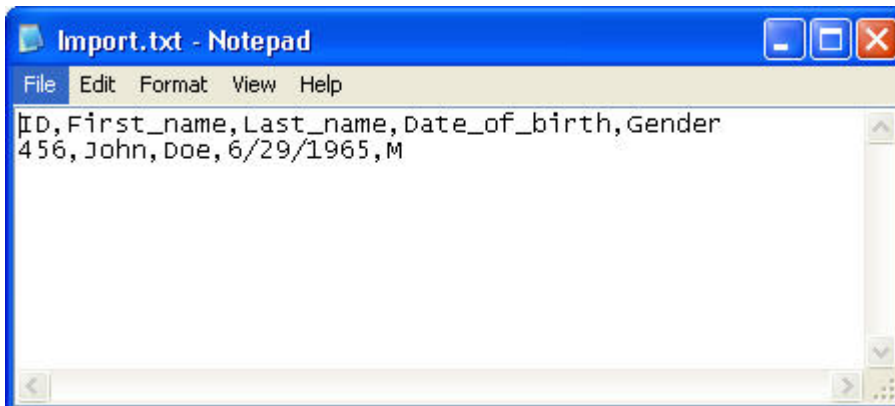 Import.txt - Notepad
File Edit Format View Help
ID,First_name,Last_name,Date_of_birth,Gender
456,John,Doe,6/29/1965,M